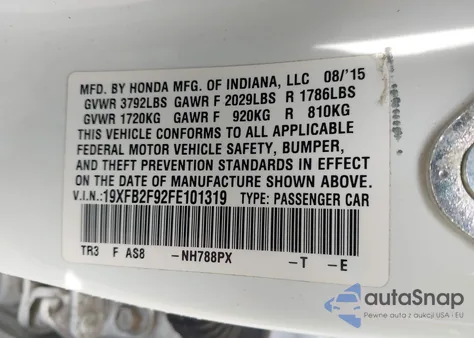 MFD. BY HONDA MFG. OF INDIANA, LLC 08/'15
GVWR 3792LBS GAWR F 2029LBS R 1786LBS
GVWR 1720KG GAWR F 920KG R 810KG
THIS VEHICLE CONFORMS TO ALL APPLICABLE
FEDERAL MOTOR VEHICLE SAFETY, BUMPER,
AND THEFT PREVENTION STANDARDS IN EFFECT
ON THE DATE OF MANUFACTURE SHOWN ABOVE.
V.I.N.:19XFB2F92FE101319 TYPE: PASSENGER CAR
TR3 F AS8 -NH788PX -T -E
autoSnap
Pewne auta z akcji USA i EU